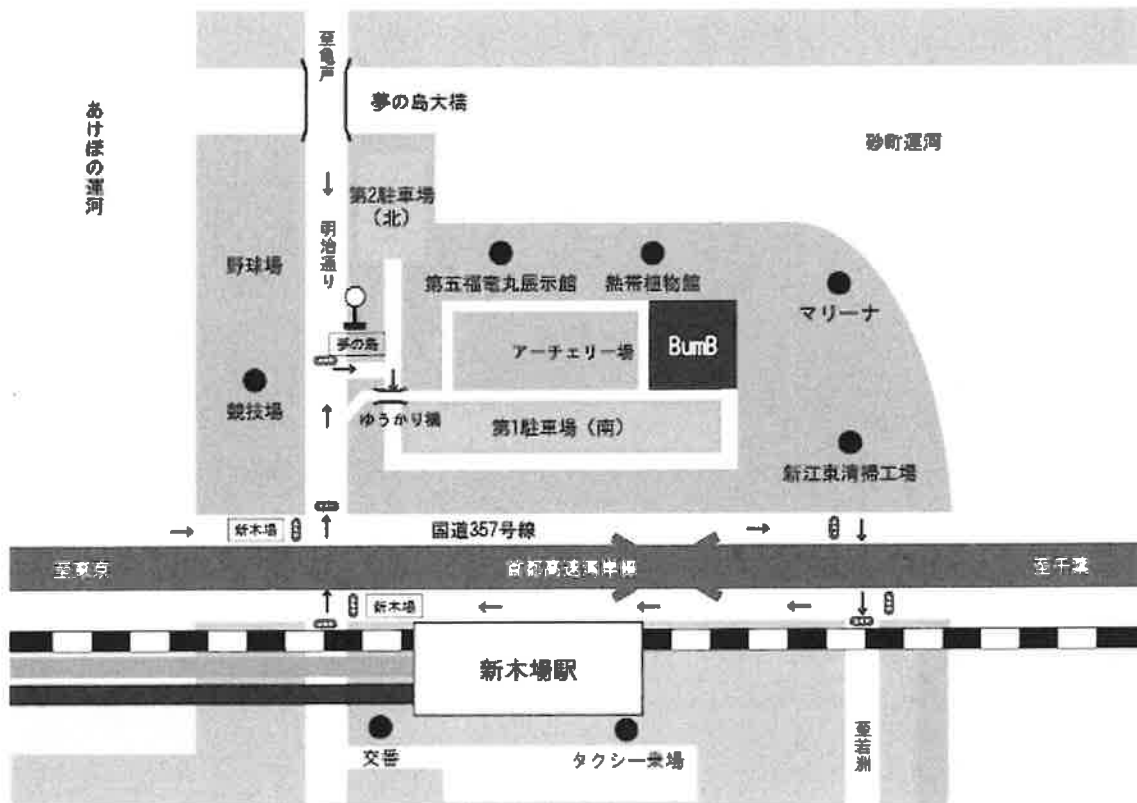 至亀戸
夢の島大橋
あけぼの運河
砂町運河
第2駐車場
(北)
明治通り
野球場
第五福竜丸展示館
熱帯植物館
マリーナ
夢の島
アーチェリー場
BumB
競技場
ゆうかり橋
第1駐車場(南)
新江東清掃工場
新木場
国道357号線
至東京
首都高速湾岸線
至千葉
新木場
新木場駅
交番
タクシー乗場
至若洲